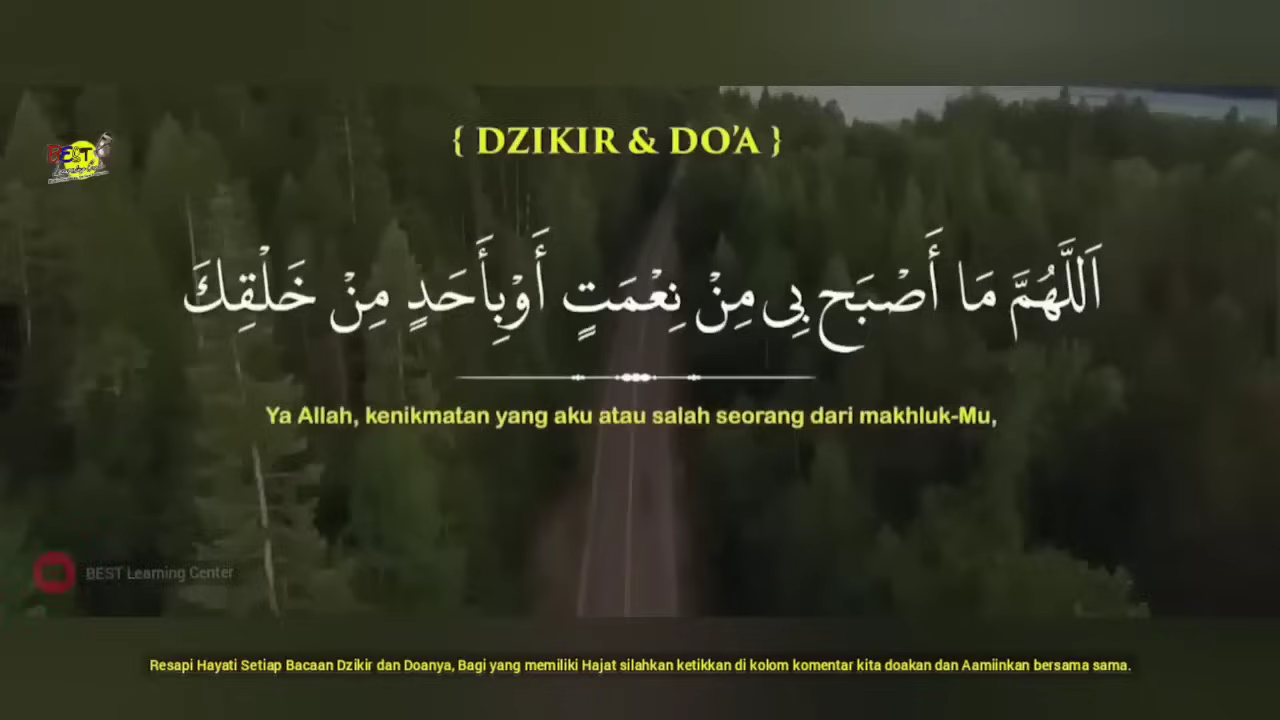 { DZIKIR & DO'A }
BEST
اَللَّهُمَّ مَا أَصْبَح بِى مِنْ نِعْمَتٍ أَوْبِأَحَدٍ مِنْ خَلْقِكَ
Ya Allah, kenikmatan yang aku atau salah seorang dari makhluk-Mu,
BEST Learning Center
Resapi Hayati Setiap Bacaan Dzikir dan Doanya, Bagi yang memiliki Hajat silahkan ketikkan di kolom komentar kita doakan dan Aamiinkan bersama sama.